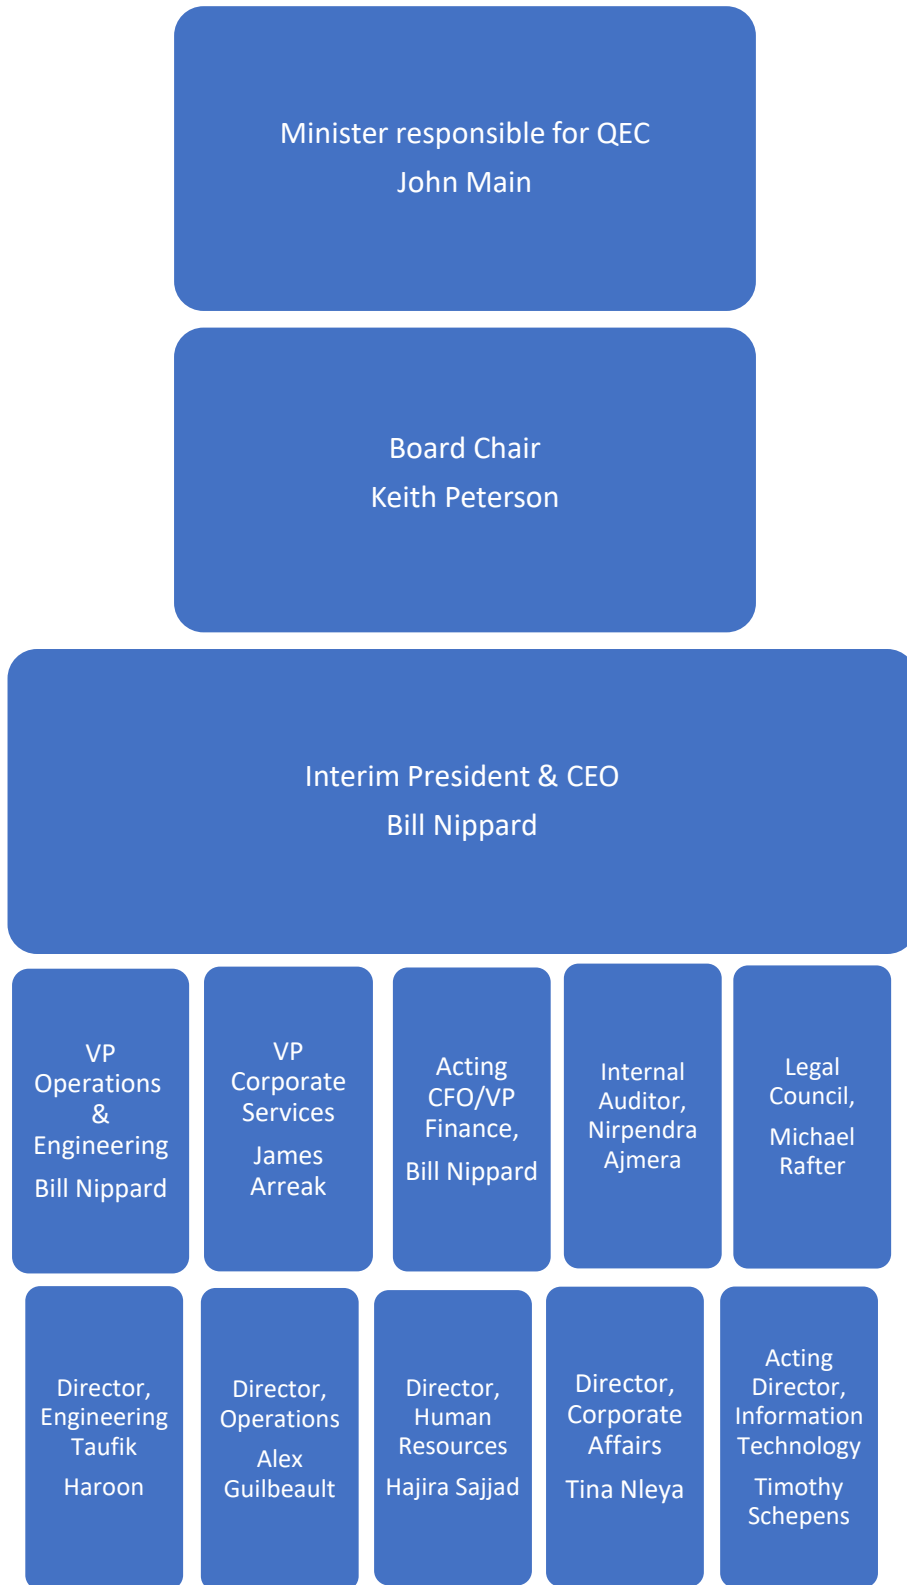 Minister responsible for QEC
John Main
Board Chair
Keith Peterson
Interim President & CEO
Bill Nippard
VP
Operations
&
Engineering
Bill Nippard
VP
Corporate
Services
James
Arreak
Acting
CFO/VP
Finance,
Bill Nippard
Internal
Auditor,
Nirpendra
Ajmera
Legal
Council,
Michael
Rafter
Director,
Engineering
Taufik
Haroon
Director,
Operations
Alex
Guilbeault
Director,
Human
Resources
Hajira Sajjad
Director,
Corporate
Affairs
Tina Nleya
Acting
Director,
Information
Technology
Timothy
Schepens